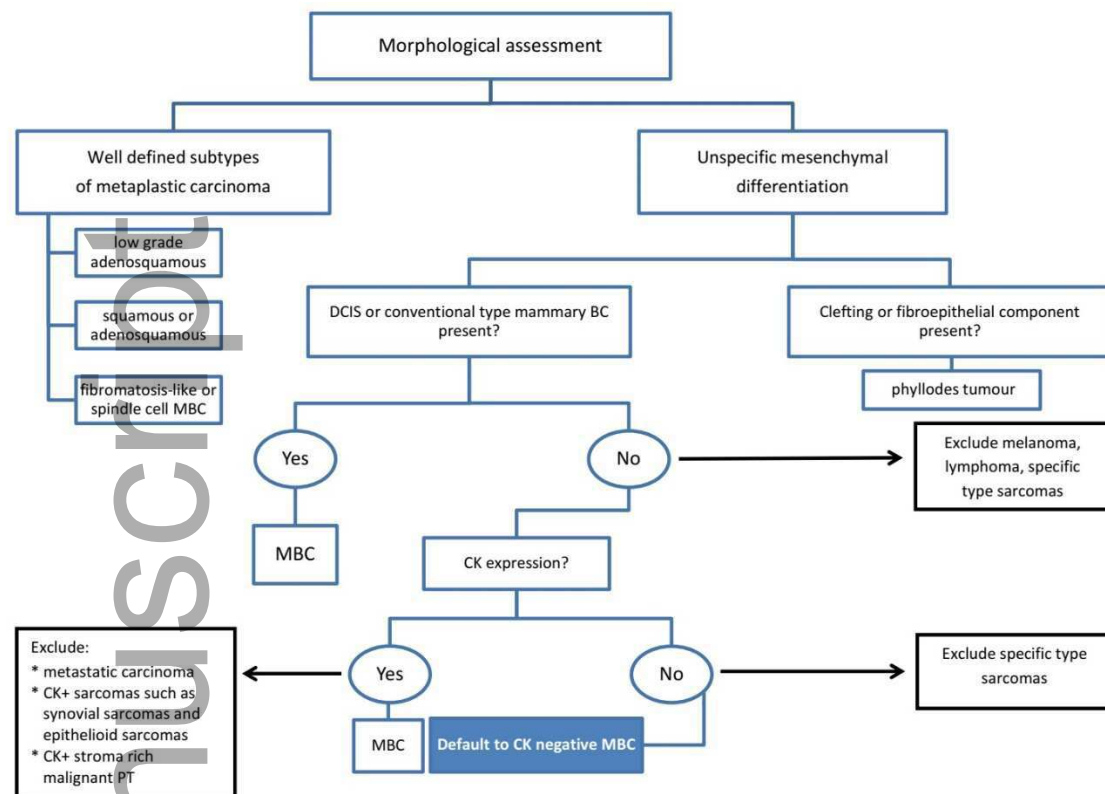 Morphological assessment
Well defined subtypes
of metaplastic carcinoma
Unspecific mesenchymal
differentiation
low grade
adenosquamous
squamous or
adenosquamous
fibromatosis-like or
spindle cell MBC
DCIS or conventional type mammary BC
present?
Clefting or fibroepithelial component
present?
phyllodes tumour
Yes
No
Exclude melanoma,
lymphoma, specific
type sarcomas
MBC
CK expression?
Exclude:
* metastatic carcinoma
* CK+ sarcomas such as
synovial sarcomas and
epithelioid sarcomas
* CK+ stroma rich
malignant PT
Yes
No
Exclude specific type
sarcomas
MBC
Default to CK negative MBC
nuscript